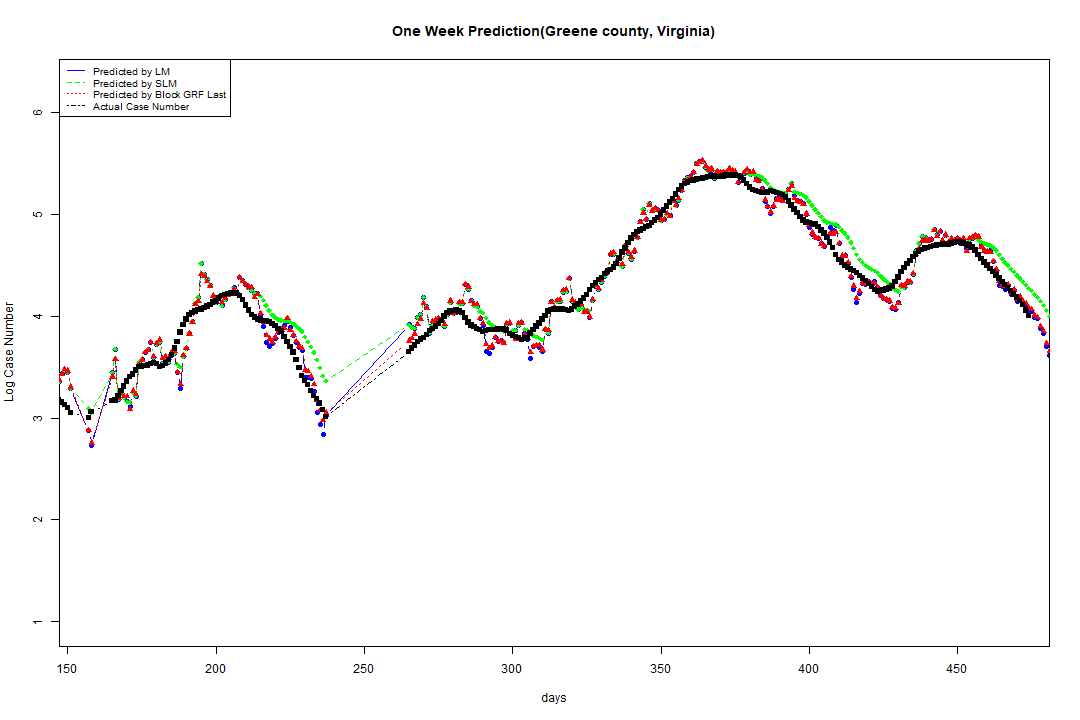 One Week Prediction(Greene county, Virginia)
Predicted by LM
Predicted by SLM
Predicted by Block GRF Last
Actual Case Number
6
5
4
3
2
1
Log Case Number
150 200 250 300 350 400 450
days